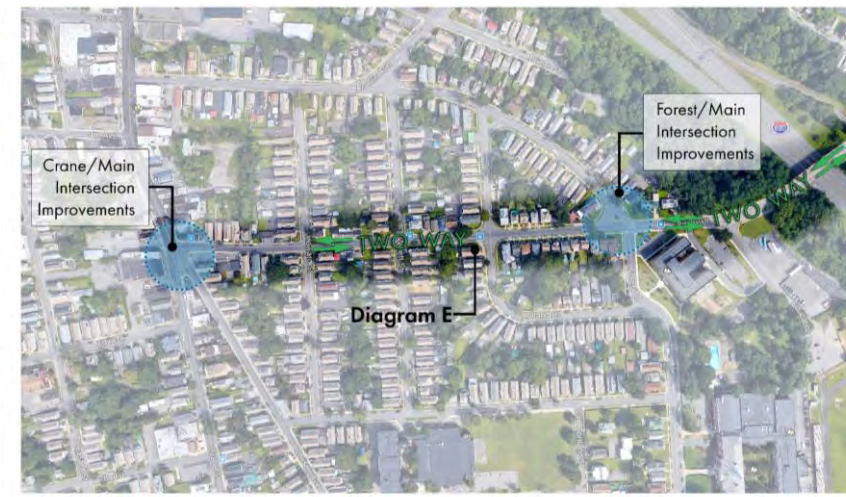 Forest/Main
Intersection
Improvements
Crane/Main
Intersection
Improvements
TWO-WAY
TWO-WAY
Diagram E